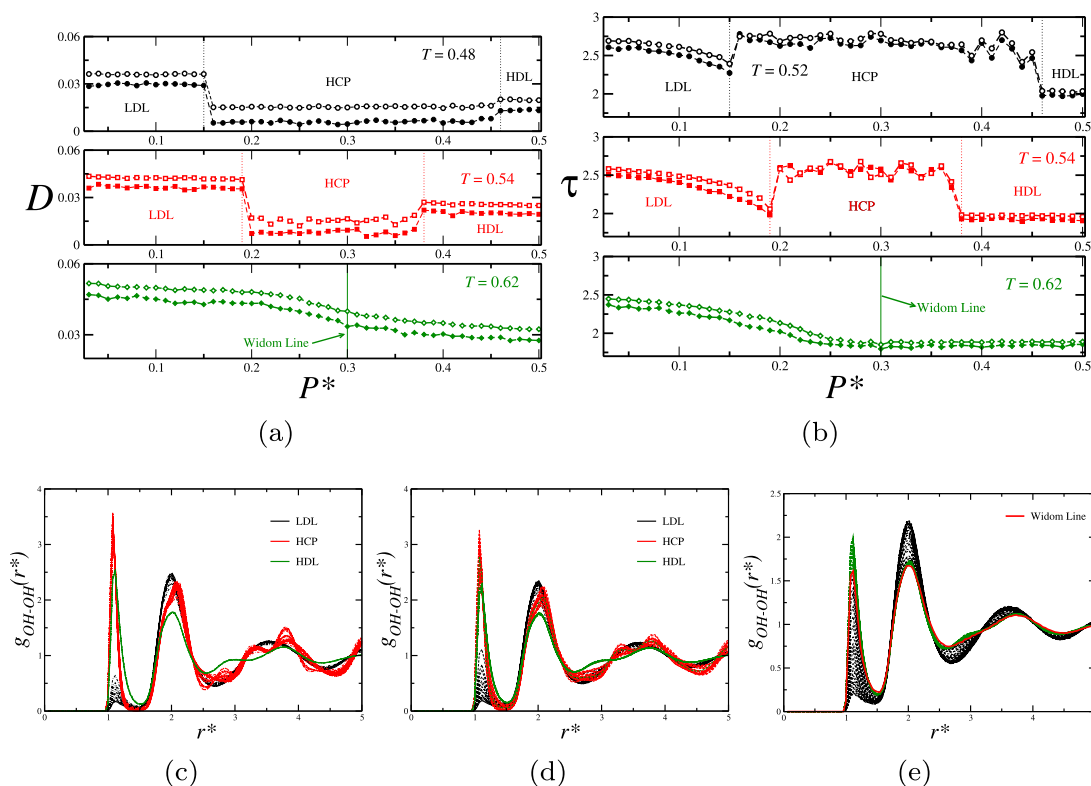 0.06
T = 0.48
HDL
0.03
HCP
LDL
0
0.1 0.2 0.3 0.4 0.5
0.06
HCP
T = 0.54
D
0.03
LDL
HDL
0
0.1 0.2 0.3 0.4 0.5
0.06
T = 0.62
0.03
Widom Line
0.1 0.2 0.3 0.4 0.5
P*
(a)
3
2.5
T = 0.52
LDL
HCP
HDL
2
0.1 0.2 0.3 0.4 0.5
3
T = 0.54
τ
2.5
LDL
HCP
HDL
2
0.1 0.2 0.3 0.4 0.5
3
T = 0.62
2.5
Widom Line
2
0.1 0.2 0.3 0.4 0.5
P*
(b)
4
LDL
HCP
3
HDL
gOH-OH(r*)
2
1
0
0 1 2 3 4 5
r*
(c)
4
LDL
HCP
3
HDL
gOH-OH(r*)
2
1
0
0 1 2 3 4 5
r*
(d)
2.5
Widom Line
2
1.5
gOH-OH(r*)
1
0.5
0
0 1 2 3 4
r*
(e)